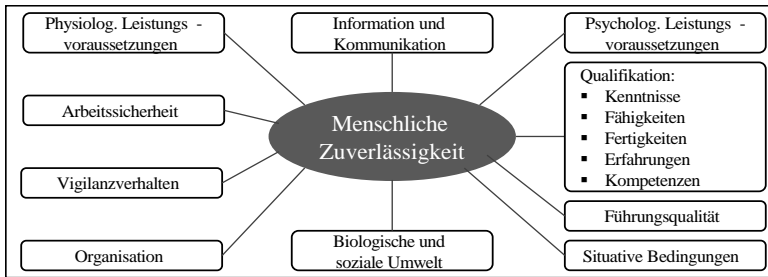 Physiolog. Leistungs -
voraussetzungen
Information und
Kommunikation
Psycholog. Leistungs -
voraussetzungen
Arbeitssicherheit
Menschliche
Zuverlässigkeit
Qualifikation:
▪ Kenntnisse
▪ Fähigkeiten
▪ Fertigkeiten
▪ Erfahrungen
▪ Kompetenzen
Vigilanzverhalten
Führungsqualität
Organisation
Biologische und
soziale Umwelt
Situative Bedingungen